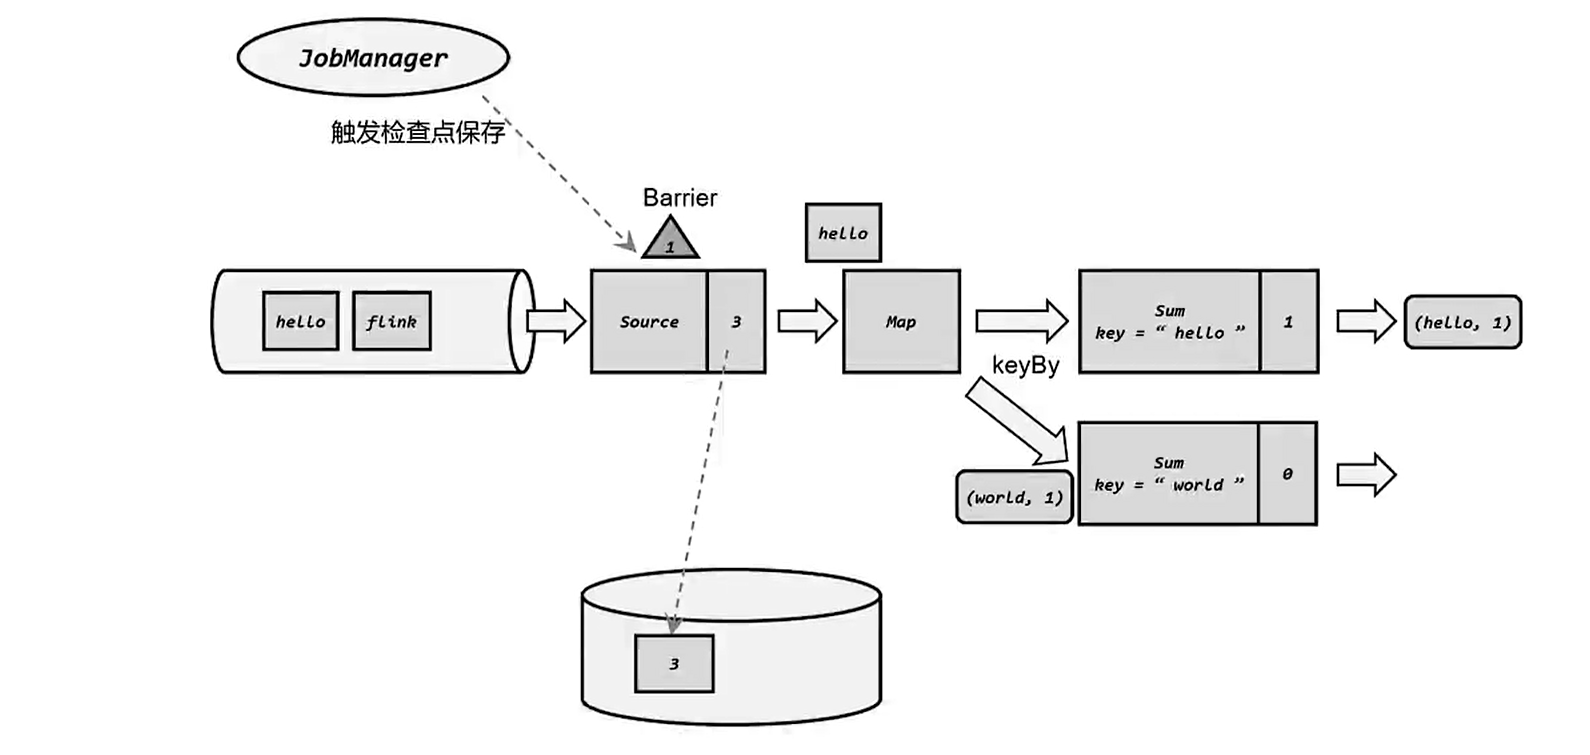 JobManager
触发检查点保存
Barrier
1
hello
hello
flink
Source
3
Map
Sum
key = “ hello ”
1
(hello, 1)
keyBy
Sum
key = “ world ”
0
(world, 1)
3